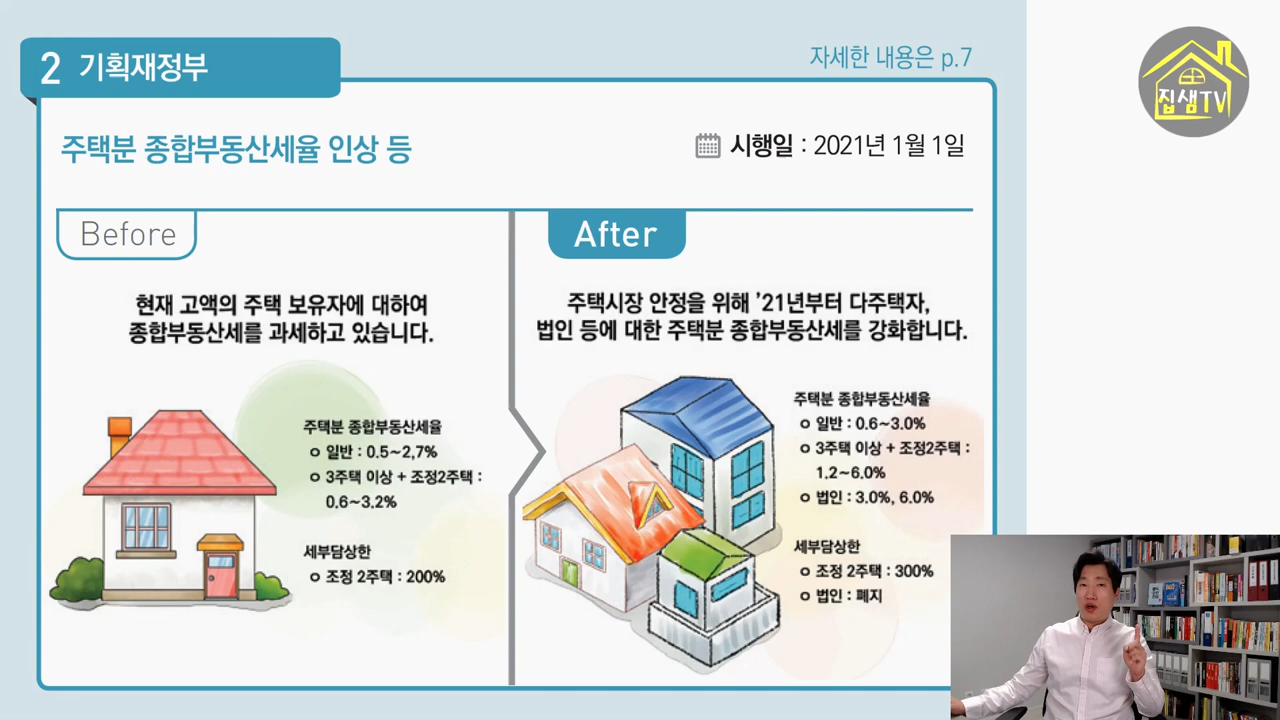 2 기획재정부
자세한 내용은 p.7
집샘TV
주택분 종합부동산세율 인상 등
시행일 : 2021년 1월 1일
Before
현재 고액의 주택 보유자에 대하여
종합부동산세를 과세하고 있습니다.
주택분 종합부동산세율
일반 : 0.5~2.7%
3주택 이상 + 조정2주택 :
0.6~3.2%
세부담상한
조정 2주택 : 200%
After
주택시장 안정을 위해 '21년부터 다주택자,
법인 등에 대한 주택분 종합부동산세를 강화합니다.
주택분 종합부동산세율
일반 : 0.6~3.0%
3주택 이상 + 조정2주택 :
1.2~6.0%
법인 : 3.0%, 6.0%
세부담상한
조정 2주택 : 300%
법인 : 폐지